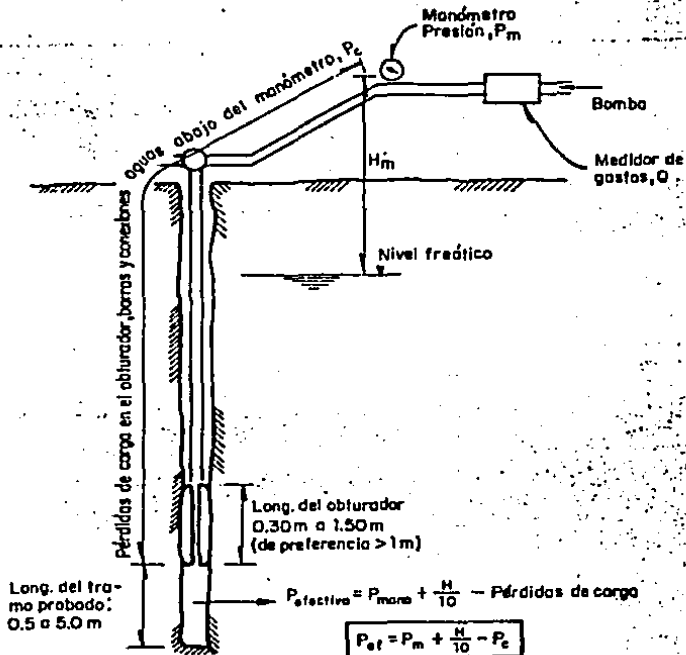 Manómetro
Presión, Pm
Bomba
Medidor de
gastos, Q
Hm
Nivel freático
Pérdidas de carga en el obturador, barras y conexiones aguas abajo del manómetro, Pc
Long. del obturador
0.30 m a 1.50 m
(de preferencia > 1 m)
Long. del tra-
mo probado:
0.5 a 5.0 m
Pefectiva = Pmano + H/10 - Pérdidas de carga
Pef = Pm + H/10 - Pc